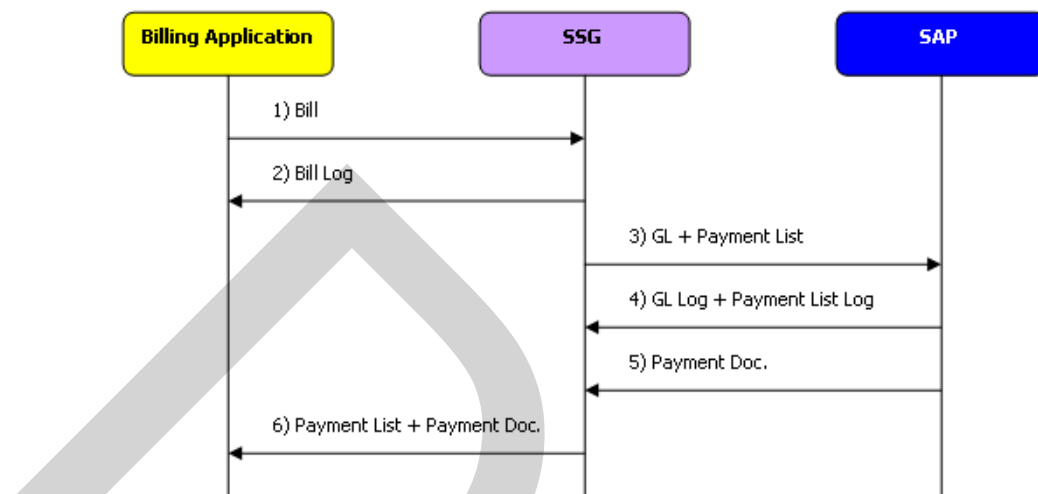 Billing Application
SSG
SAP
1) Bill
2) Bill Log
3) GL + Payment List
4) GL Log + Payment List Log
5) Payment Doc.
6) Payment List + Payment Doc.